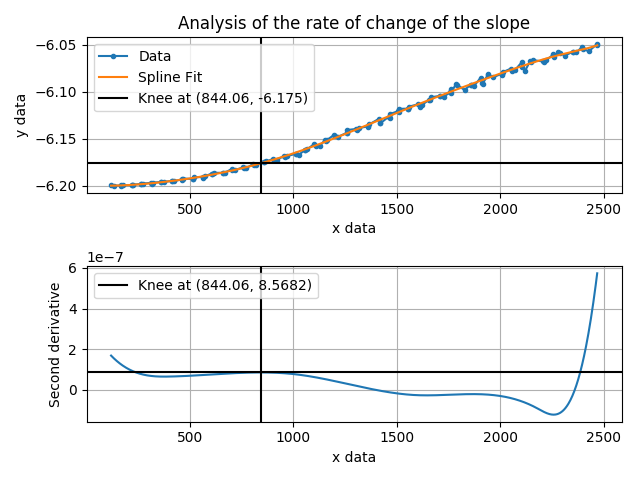 Analysis of the rate of change of the slope
−6.05
−6.10
−6.15
−6.20
y data
Data
Spline Fit
Knee at (844.06, -6.175)
500
1000
1500
2000
2500
x data
1e−7
6
4
2
0
Second derivative
Knee at (844.06, 8.5682)
500
1000
1500
2000
2500
x data